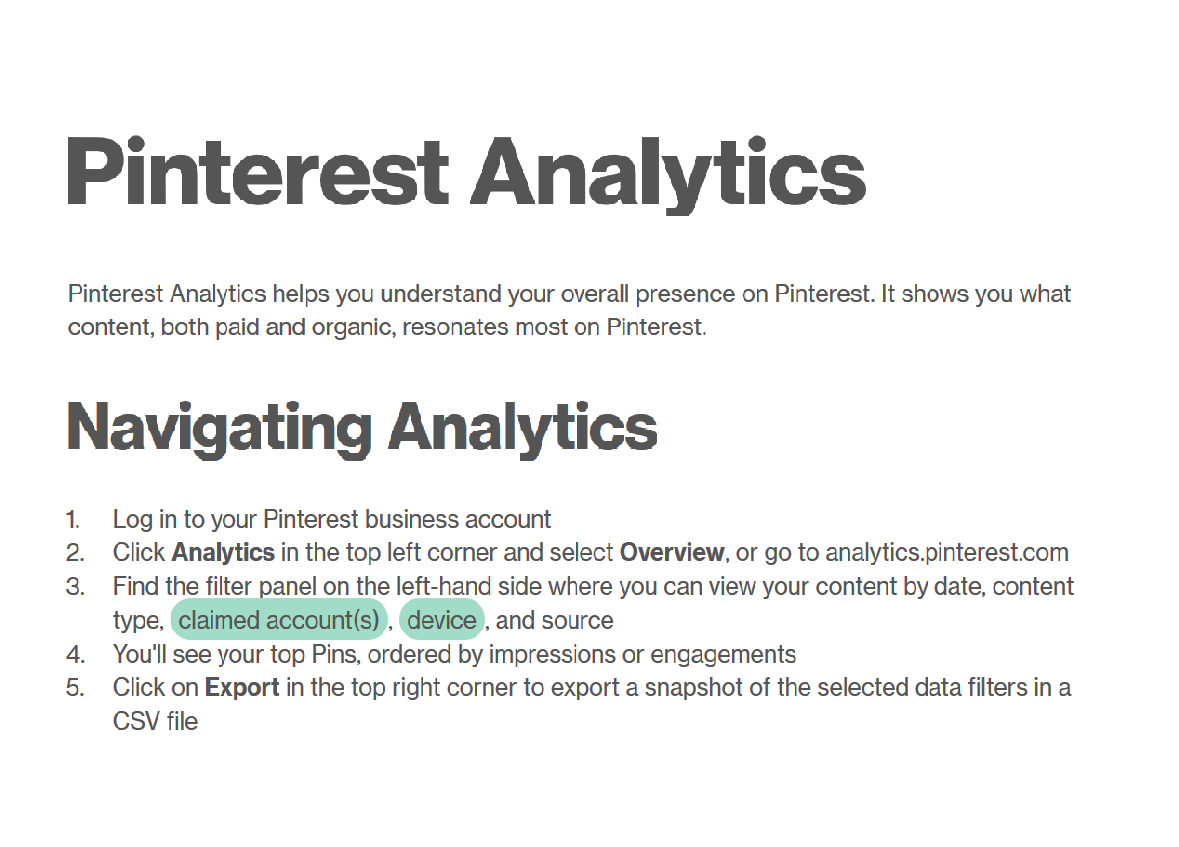 Pinterest Analytics
Pinterest Analytics helps you understand your overall presence on Pinterest. It shows you what
content, both paid and organic, resonates most on Pinterest.
Navigating Analytics
1. Log in to your Pinterest business account
2. Click Analytics in the top left corner and select Overview, or go to analytics.pinterest.com
3. Find the filter panel on the left-hand side where you can view your content by date, content
type, claimed account(s) , device , and source
4. You'll see your top Pins, ordered by impressions or engagements
5. Click on Export in the top right corner to export a snapshot of the selected data filters in a
CSV file